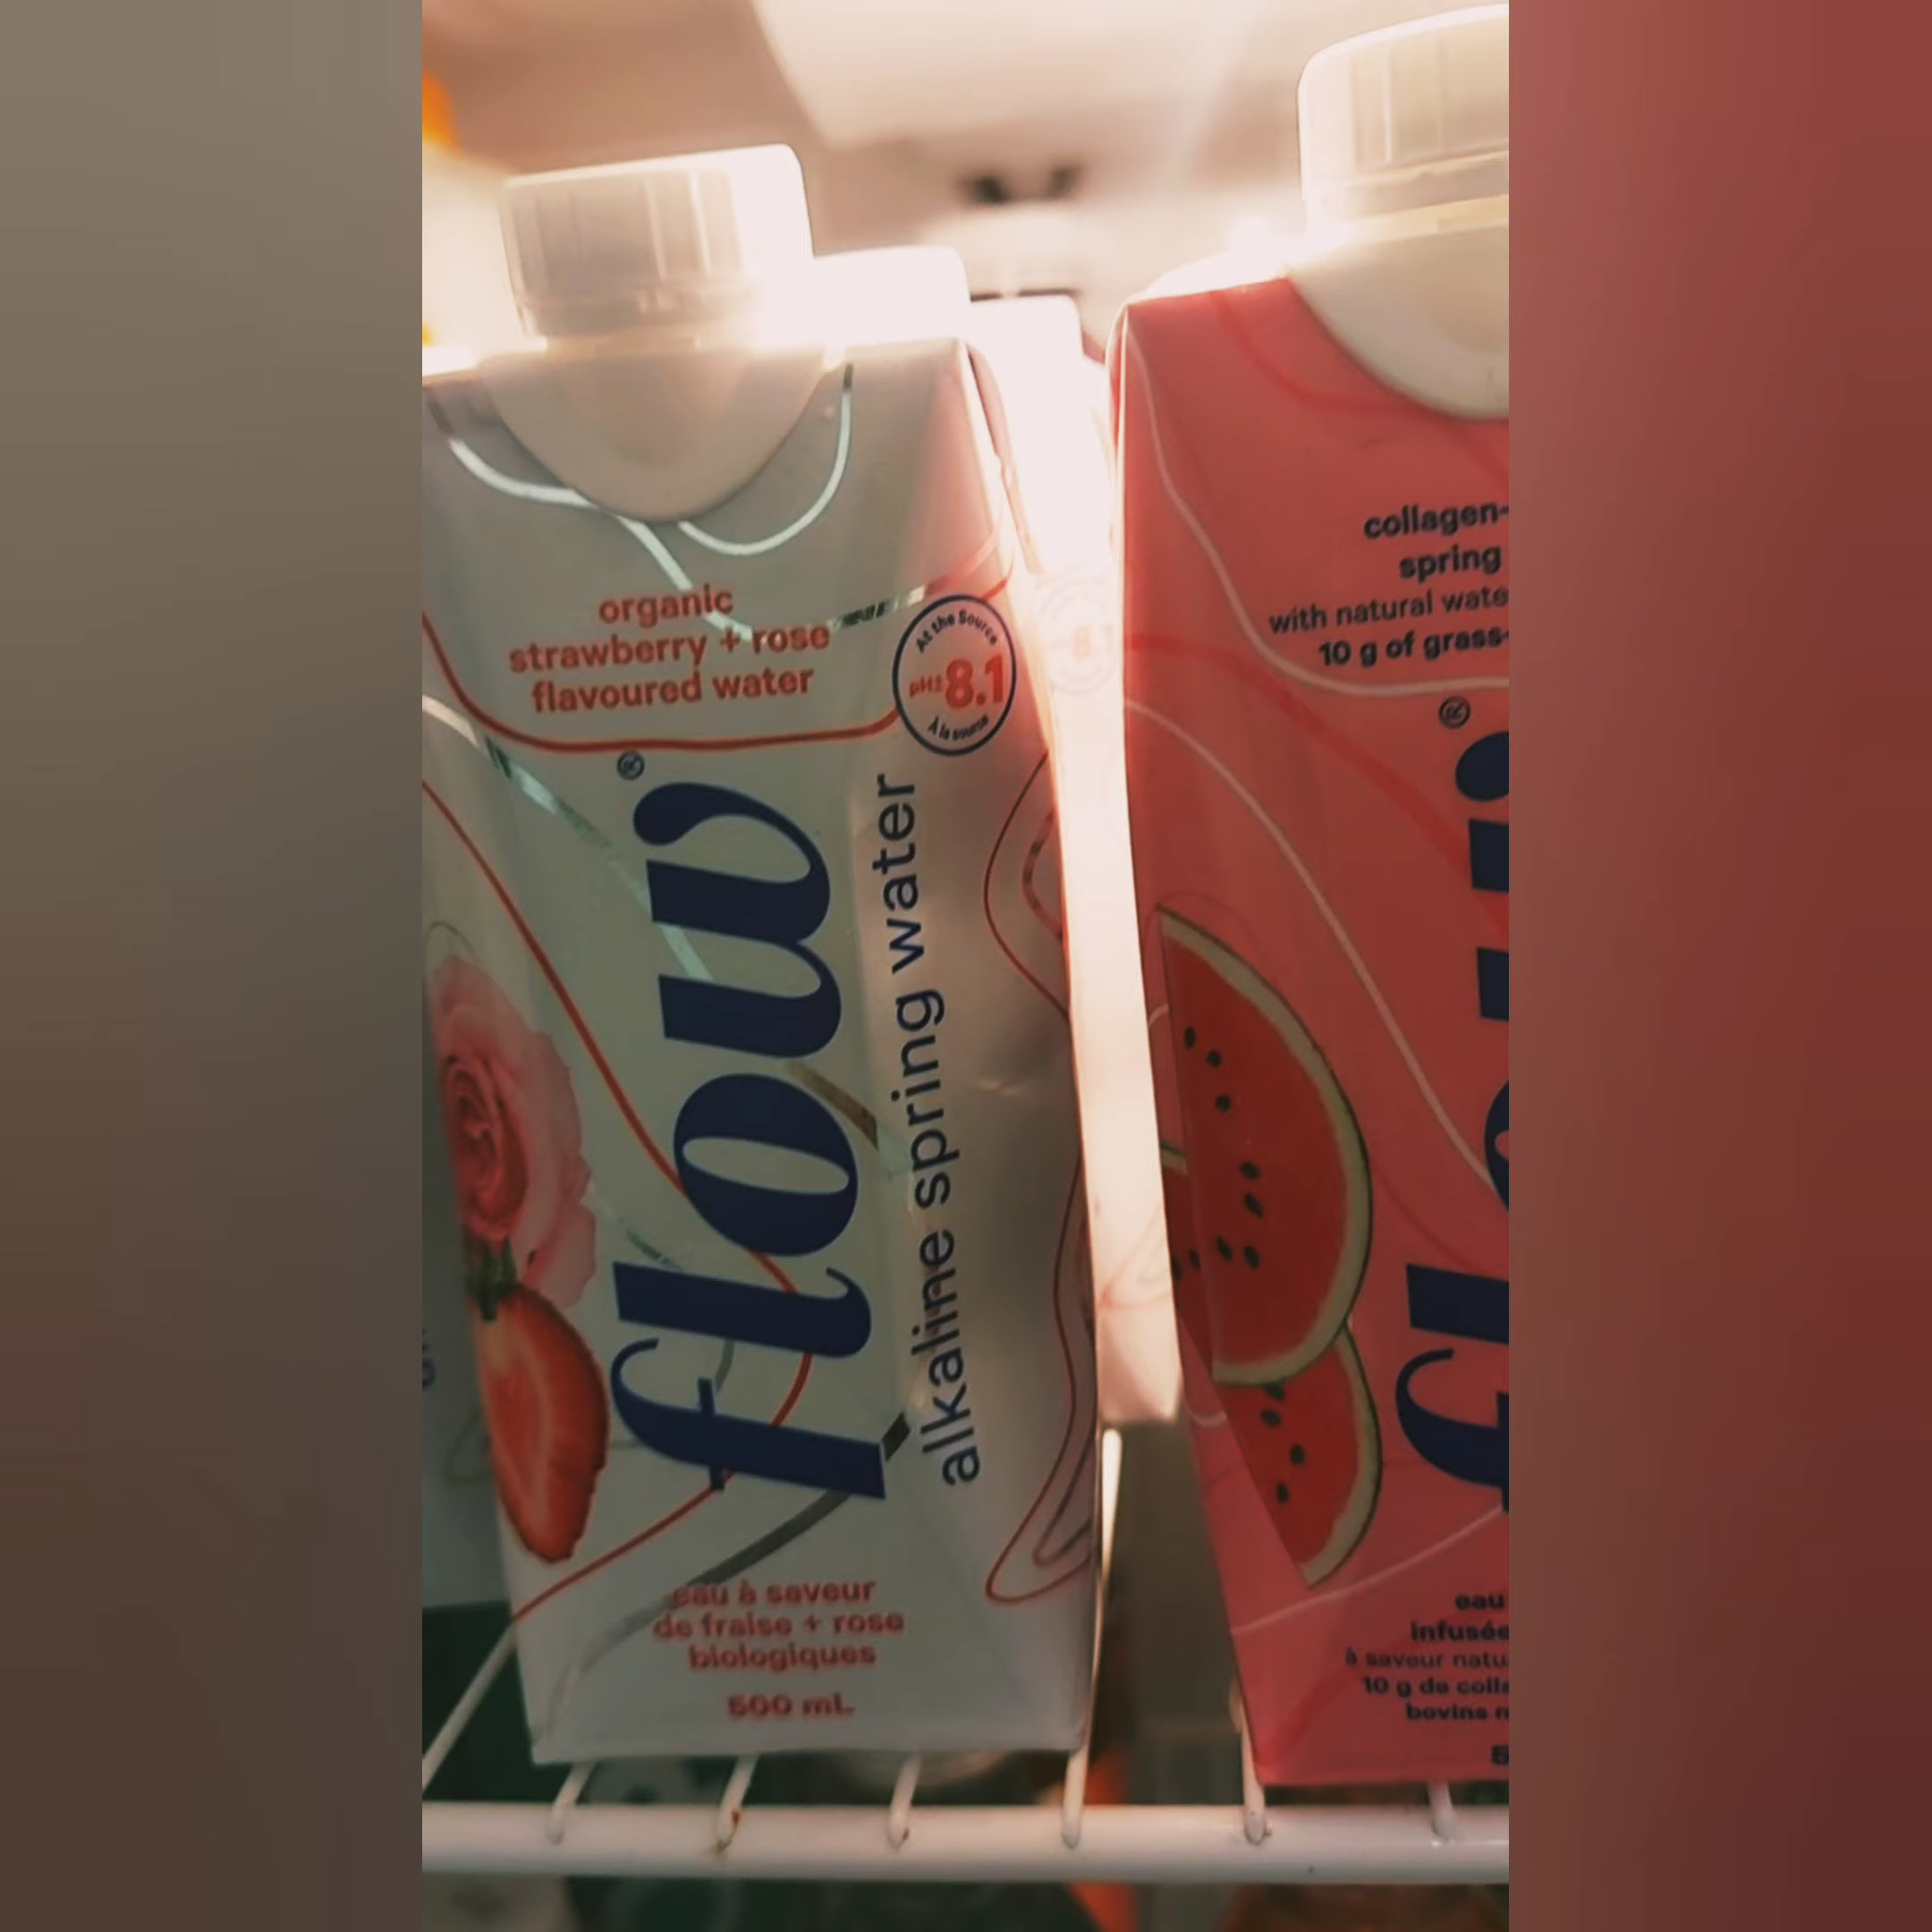 organic
strawberry + rose
flavoured water
At the Source
pH± 8.1
À la source
flow
alkaline spring water
eau à saveur
de fraise + rose
biologiques
500 mL
collagen-
spring
with natural wate
10 g of grass-
fl
eau
infusée
à saveur natu
10 g de colla
bovins n